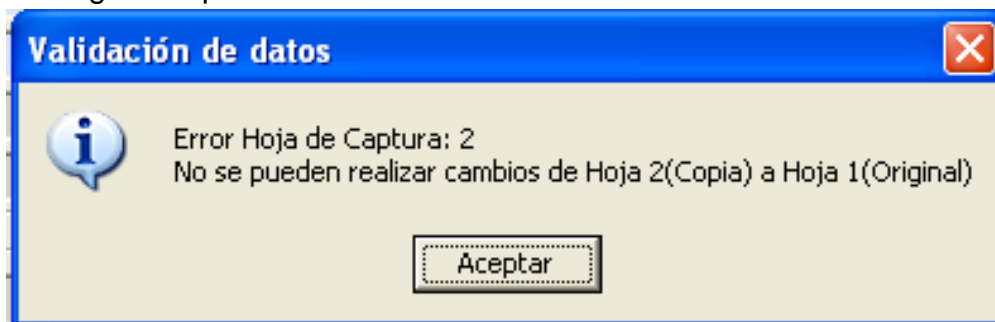 Validación de datos
Error Hoja de Captura: 2
No se pueden realizar cambios de Hoja 2(Copia) a Hoja 1(Original)
Aceptar